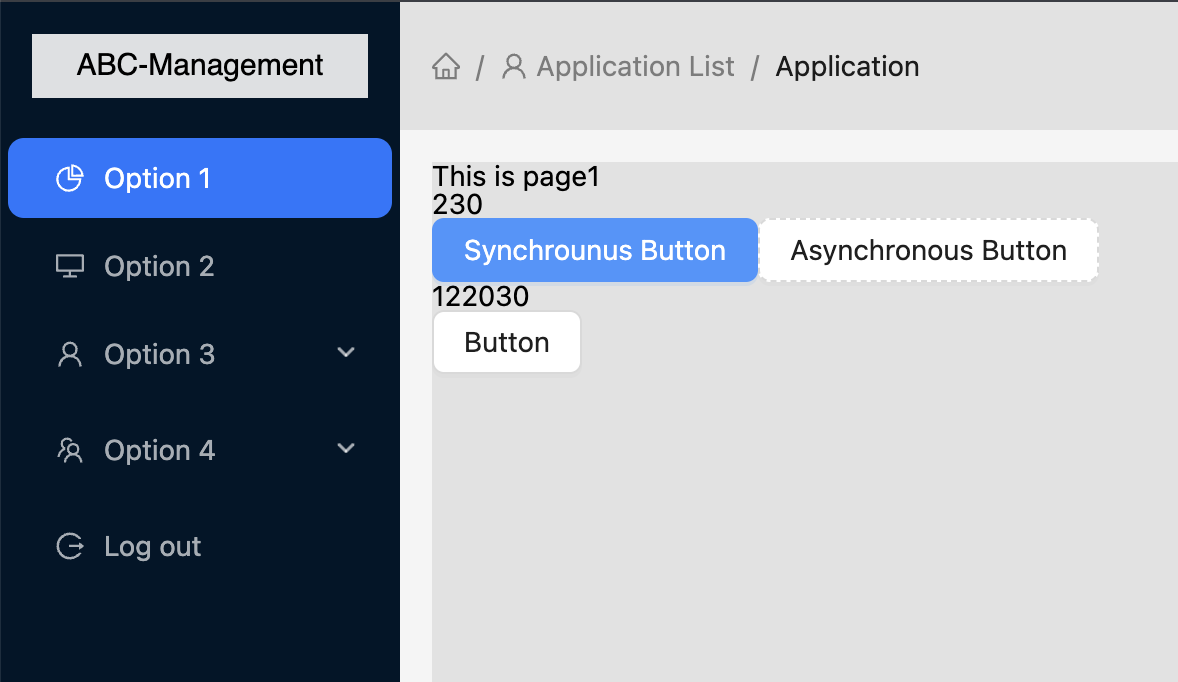 ABC-Management
Option 1
Option 2
Option 3
Option 4
Log out
/ Application List / Application
This is page1
230
Synchrounus Button Asynchronous Button
122030
Button